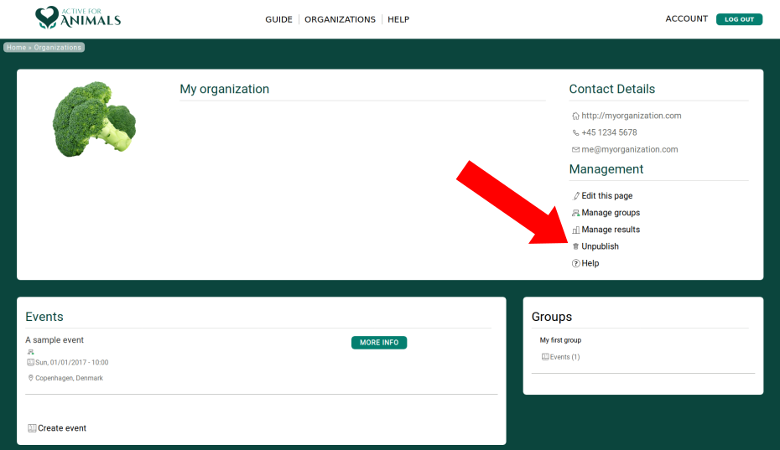 ACTIVE FOR
ANIMALS
GUIDE ORGANIZATIONS HELP
ACCOUNT LOG OUT
Home » Organizations
My organization
Contact Details
http://myorganization.com
+45 1234 5678
me@myorganization.com
Management
Edit this page
Manage groups
Manage results
Unpublish
? Help
Events
A sample event
MORE INFO
Sun, 01/01/2017 - 10:00
Copenhagen, Denmark
Create event
Groups
My first group
Events (1)